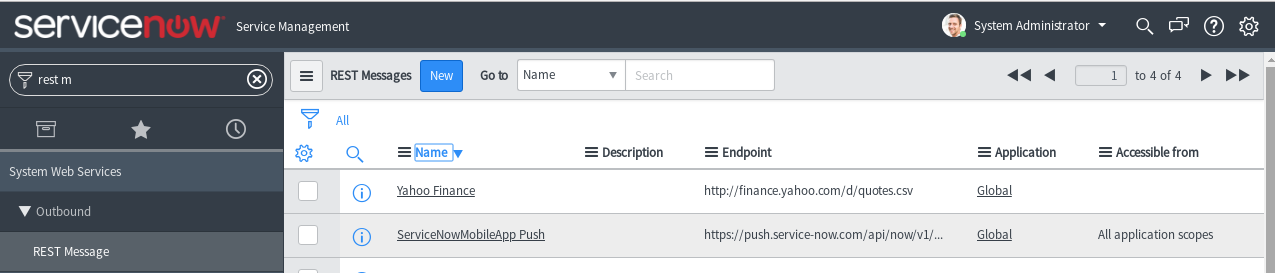 servicenow Service Management System Administrator
rest m
REST Messages New Go to Name Search 1 to 4 of 4
All
Name Description Endpoint Application Accessible from
System Web Services
Yahoo Finance http://finance.yahoo.com/d/quotes.csv Global
Outbound
ServiceNowMobileApp Push https://push.service-now.com/api/now/v1/... Global All application scopes
REST Message